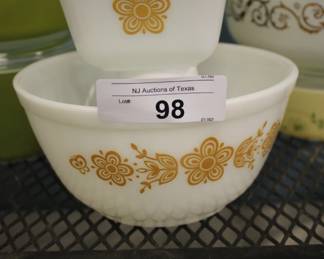 NJ Auctions of Texas
Lot#:
98